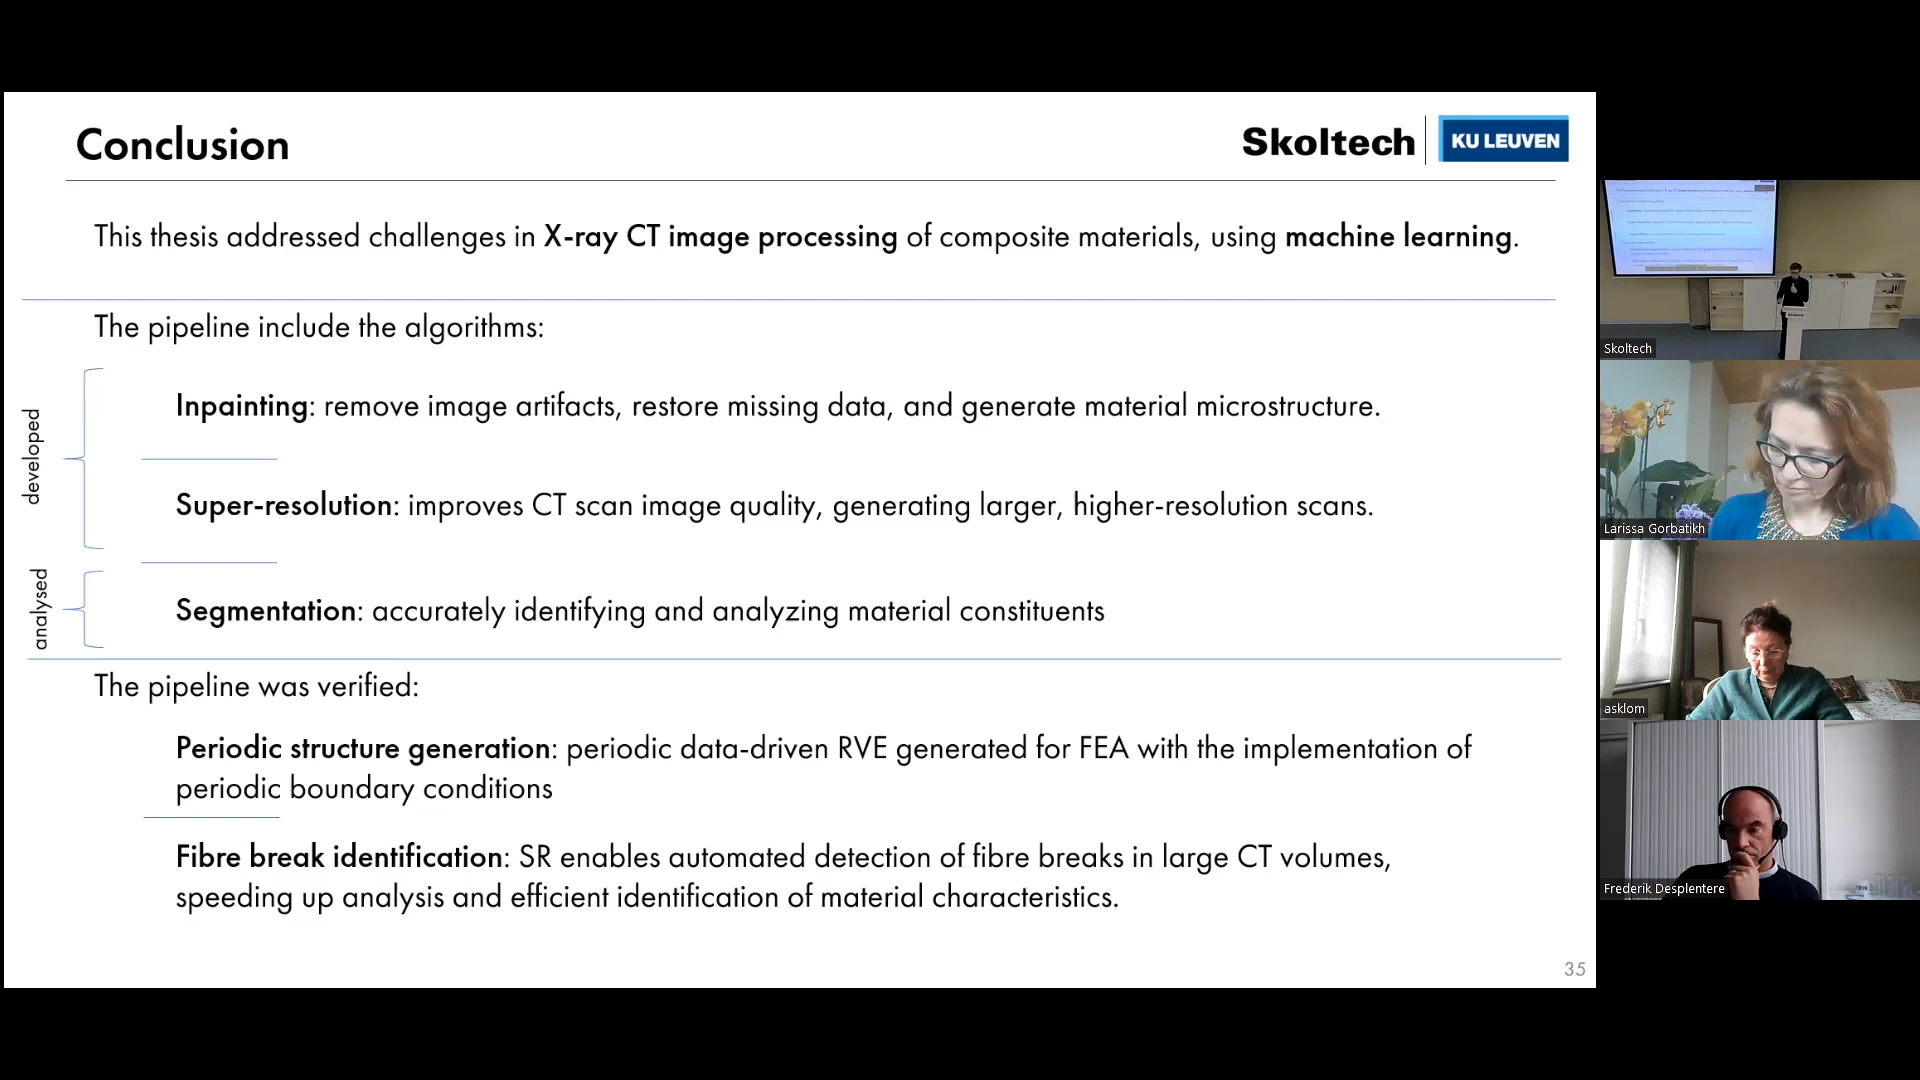 Conclusion
Skoltech
KU LEUVEN
This thesis addressed challenges in X-ray CT image processing of composite materials, using machine learning.
The pipeline include the algorithms:
developed
Inpainting: remove image artifacts, restore missing data, and generate material microstructure.
Super-resolution: improves CT scan image quality, generating larger, higher-resolution scans.
analysed
Segmentation: accurately identifying and analyzing material constituents
The pipeline was verified:
Periodic structure generation: periodic data-driven RVE generated for FEA with the implementation of
periodic boundary conditions
Fibre break identification: SR enables automated detection of fibre breaks in large CT volumes,
speeding up analysis and efficient identification of material characteristics.
35
Skoltech
Larissa Gorbatikh
asklom
Frederik Desplentere